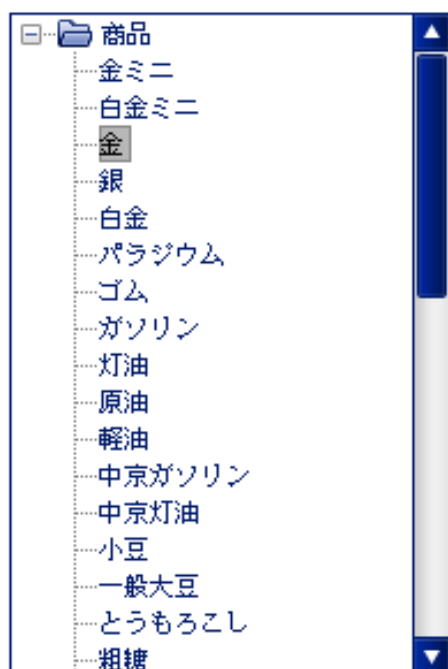 商品
金ミニ
白金ミニ
金
銀
白金
パラジウム
ゴム
ガソリン
灯油
原油
軽油
中京ガソリン
中京灯油
小豆
一般大豆
とうもろこし
粗糖